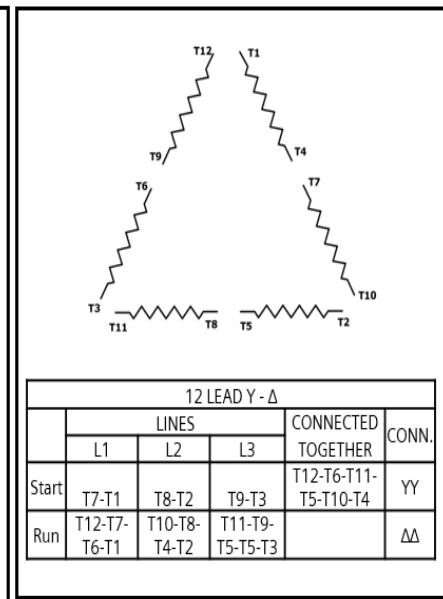 T12 T1
T9 T4
T6 T7
T3 T10
T11 T8 T5 T2
12 LEAD Y - Δ
LINES CONNECTED TOGETHER CONN.
L1 L2 L3
Start T7-T1 T8-T2 T9-T3 T12-T6-T11-T5-T10-T4 YY
Run T12-T7-T6-T1 T10-T8-T4-T2 T11-T9-T5-T5-T3 ΔΔ